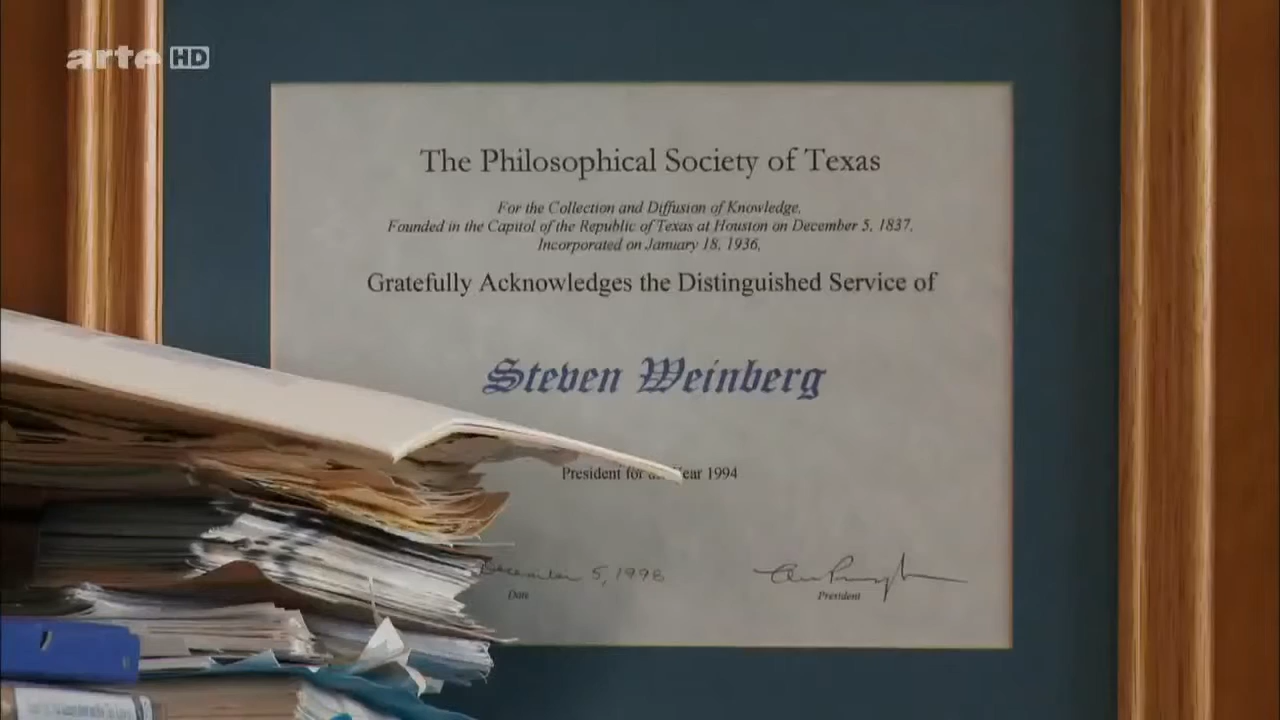 arte HD
The Philosophical Society of Texas
For the Collection and Diffusion of Knowledge,
Founded in the Capitol of the Republic of Texas at Houston on December 5, 1837,
Incorporated on January 18, 1936,
Gratefully Acknowledges the Distinguished Service of
Steven Weinberg
President for 1994
December 5, 1998
Date
President